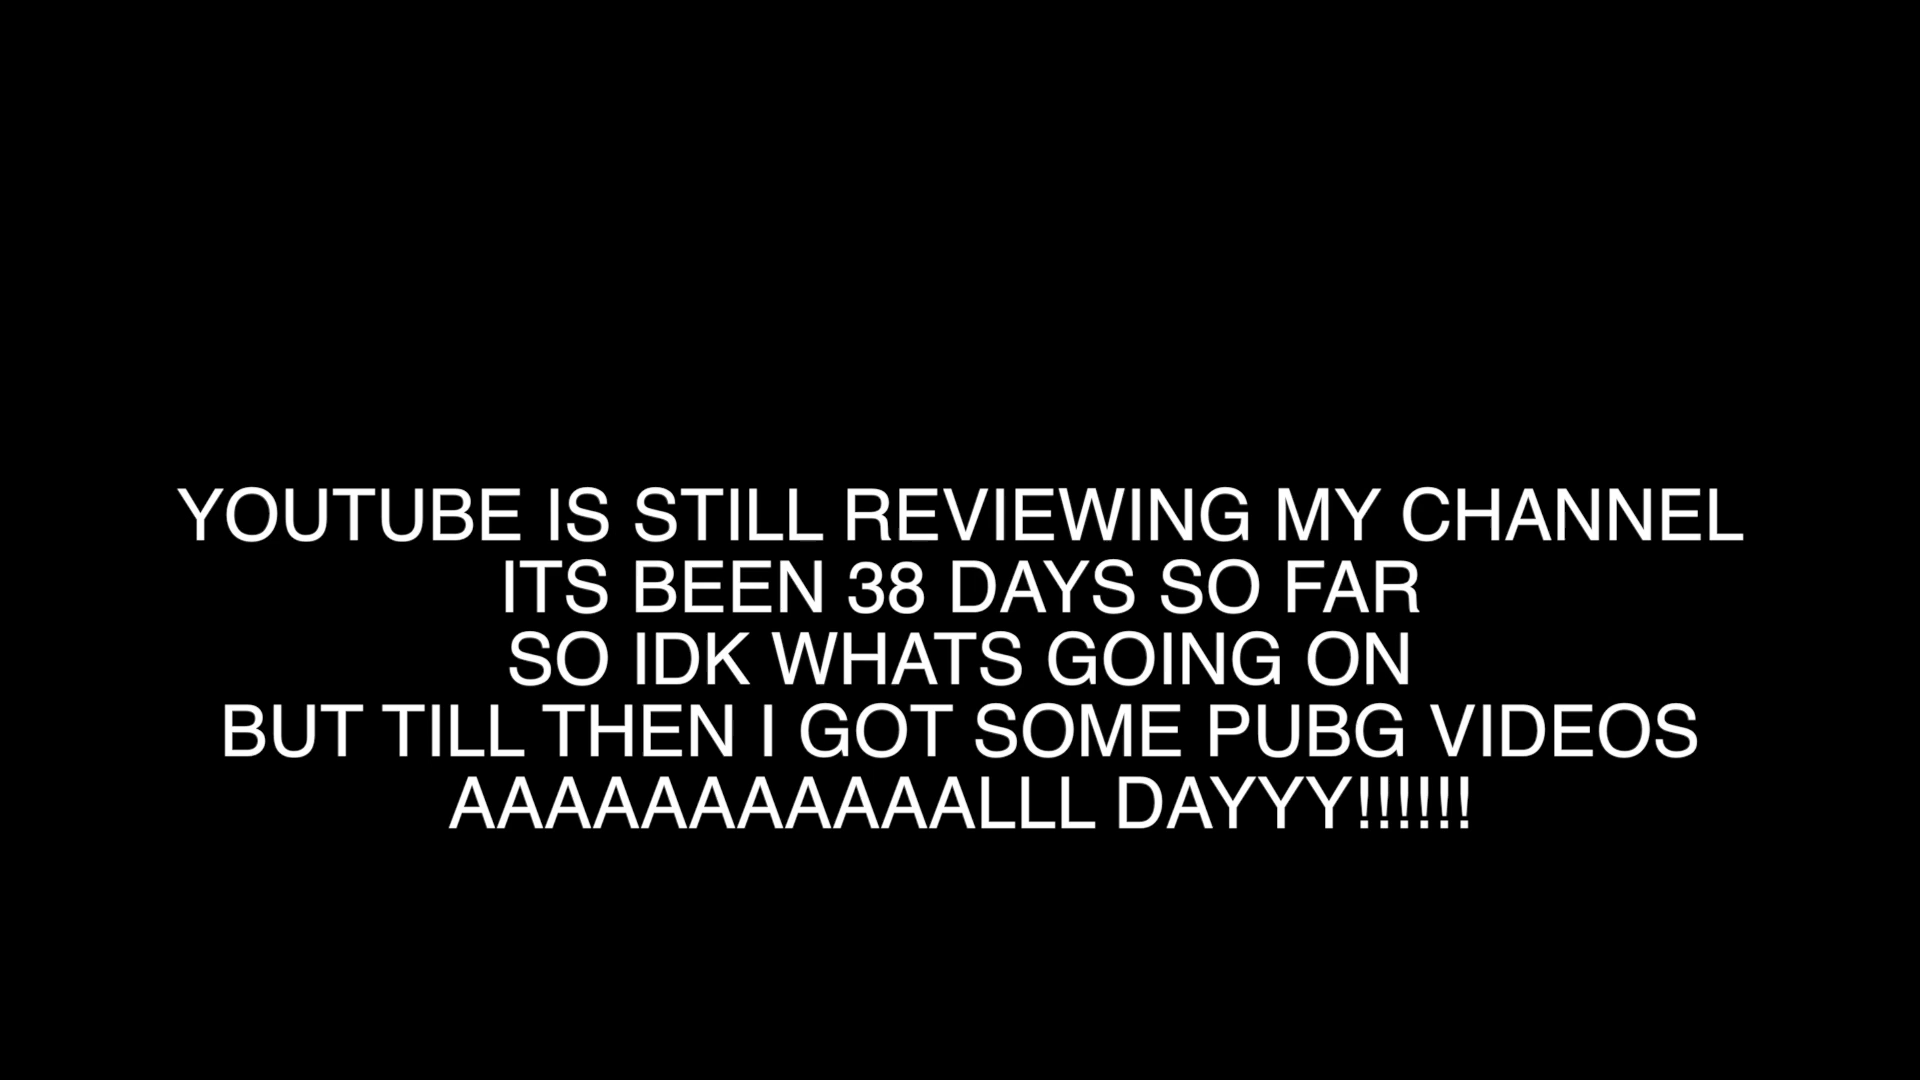 YOUTUBE IS STILL REVIEWING MY CHANNEL
ITS BEEN 38 DAYS SO FAR
SO IDK WHATS GOING ON
BUT TILL THEN I GOT SOME PUBG VIDEOS
AAAAAAAAAAALLL DAYYY!!!!!!